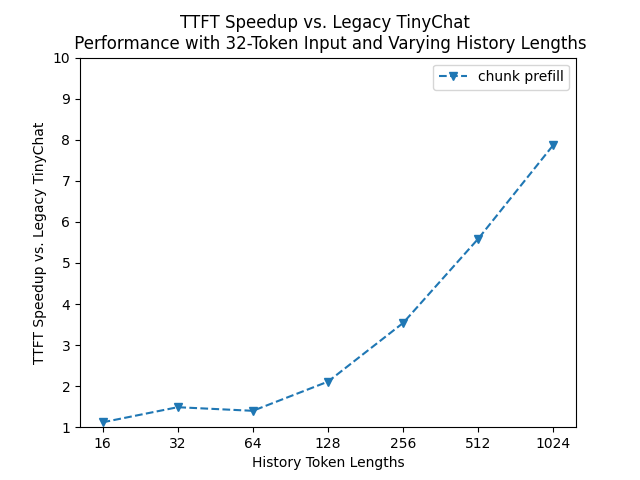 TTFT Speedup vs. Legacy TinyChat
Performance with 32-Token Input and Varying History Lengths
chunk prefill
TTFT Speedup vs. Legacy TinyChat
10
9
8
7
6
5
4
3
2
1
16 32 64 128 256 512 1024
History Token Lengths